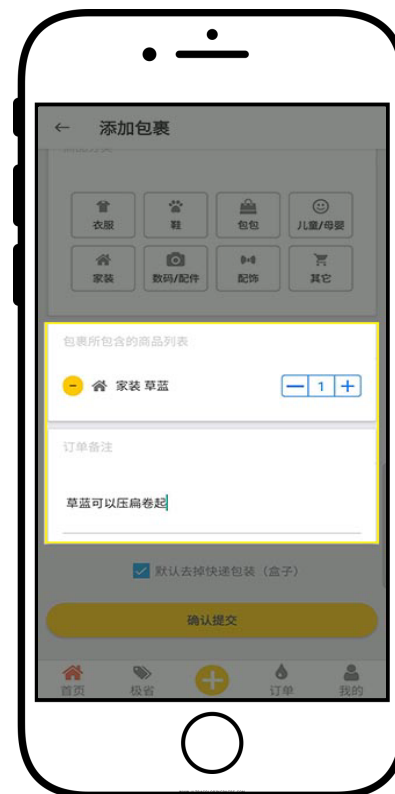 添加包裹
衣服 鞋 包包 儿童/母婴
家装 数码/配件 配饰 其它
包裹所包含的商品列表
家装 草蓝 1
订单备注
草蓝可以压扁卷起
默认去掉快递包装（盒子）
确认提交
首页 极省 订单 我的